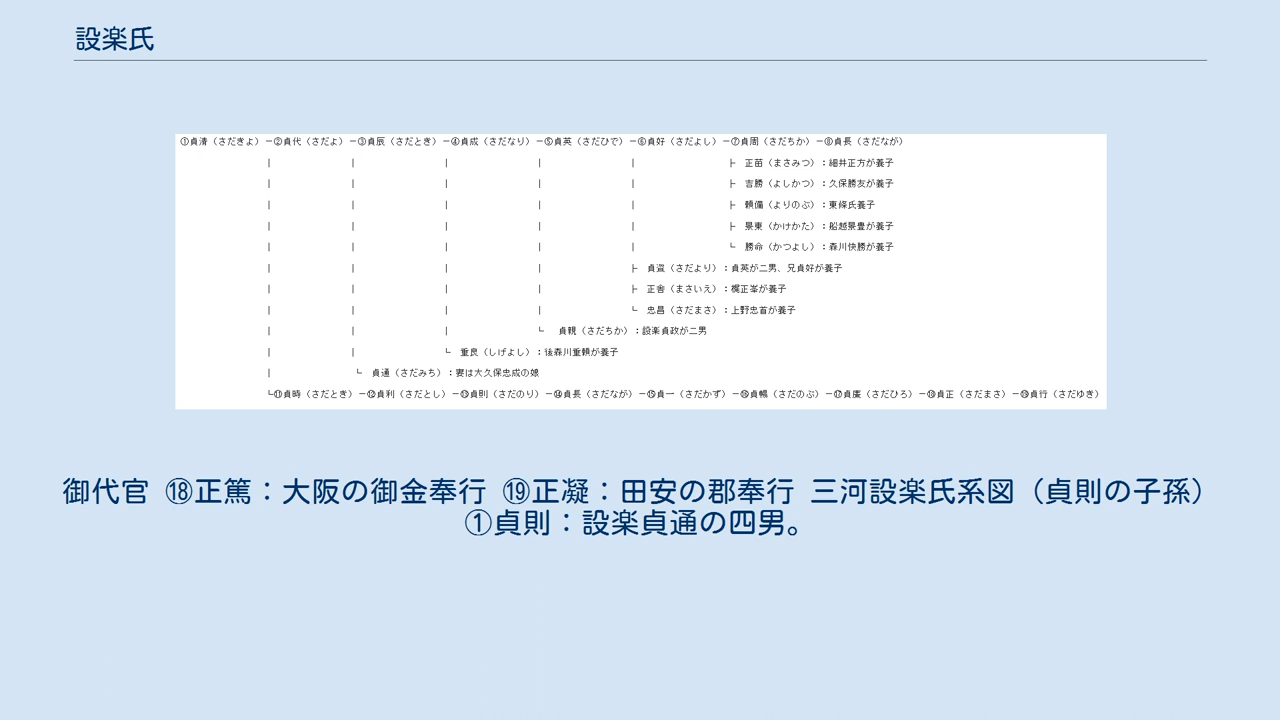 設楽氏
①貞清（さだきよ）－②貞代（さだよ）－③貞辰（さだとき）－④貞成（さだなり）－⑤貞英（さだひで）－⑥貞好（さだよし）－⑦貞周（さだちか）－⑧貞長（さだなが）
｜ ｜ ｜ ｜ ｜ ├ 正苗（まさみつ）：細井正方が養子
｜ ｜ ｜ ｜ ｜ ├ 吉勝（よしかつ）：久保勝友が養子
｜ ｜ ｜ ｜ ｜ ├ 頼備（よりのぶ）：東條氏養子
｜ ｜ ｜ ｜ ｜ ├ 景東（かけかた）：船越景豊が養子
｜ ｜ ｜ ｜ ｜ └ 勝命（かつよし）：森川快勝が養子
｜ ｜ ｜ ｜ ├ （さだより）：貞英が二男、兄貞好が養子
｜ ｜ ｜ ｜ ├ 正舎（まさいえ）：梶正峯が養子
｜ ｜ ｜ ｜ └ 忠昌（さだまさ）：上野忠首が養子
｜ ｜ ｜ └ 貞親（さだちか）：設楽貞政が二男
｜ ｜ └ 重良（しげよし）：後森川重頼が養子
｜ └ 貞通（さだみち）：妻は大久保忠成の娘
└⑪貞時（さだとき）－⑫貞利（さだとし）－⑬貞則（さだのり）－⑭貞長（さだなが）－⑮貞一（さだかず）－⑯貞暢（さだのぶ）－⑰貞廣（さだひろ）－⑱貞正（さだまさ）－⑲貞行（さだゆき）
御代官 ⑱正篤：大阪の御金奉行 ⑲正凝：田安の郡奉行 三河設楽氏系図（貞則の子孫）
①貞則：設楽貞通の四男。